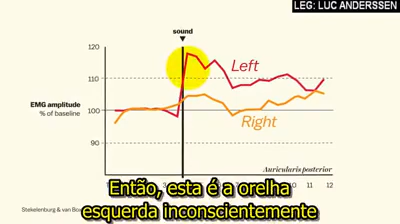 LEG: LUC ANDERSSEN
sound
120
110
100
90
80
EMG amplitude
% of baseline
Left
Right
Auricularis posterior
11
12
Stekelenburg & van Bo
Então, esta é a orelha
esquerda inconscientemente